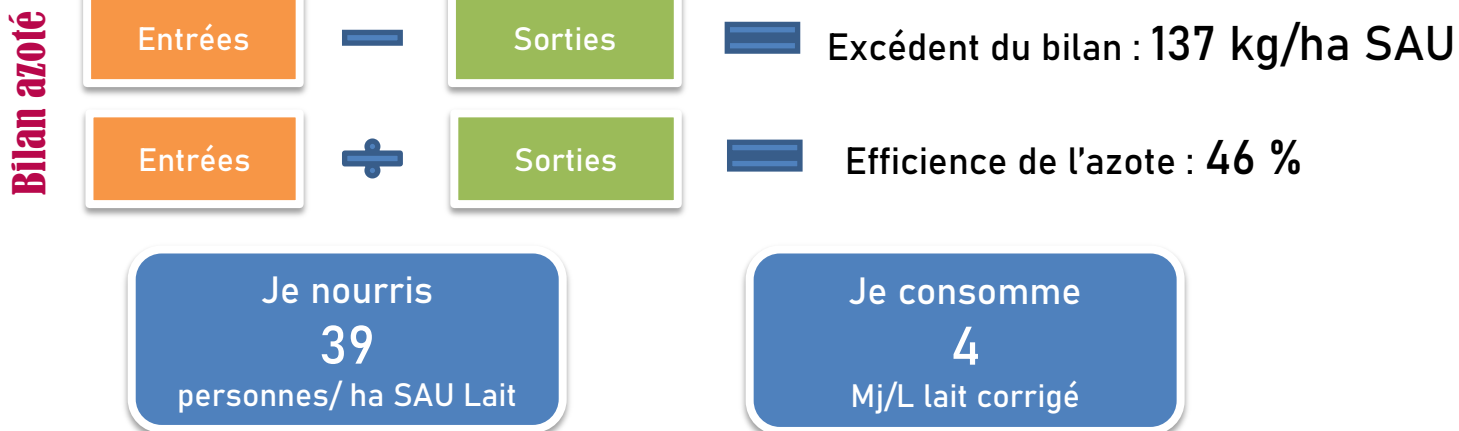 Bilan azoté
Entrées
Sorties
Excédent du bilan : 137 kg/ha SAU
Entrées
Sorties
Efficience de l’azote : 46 %
Je nourris
39
personnes/ ha SAU Lait
Je consomme
4
Mj/L lait corrigé